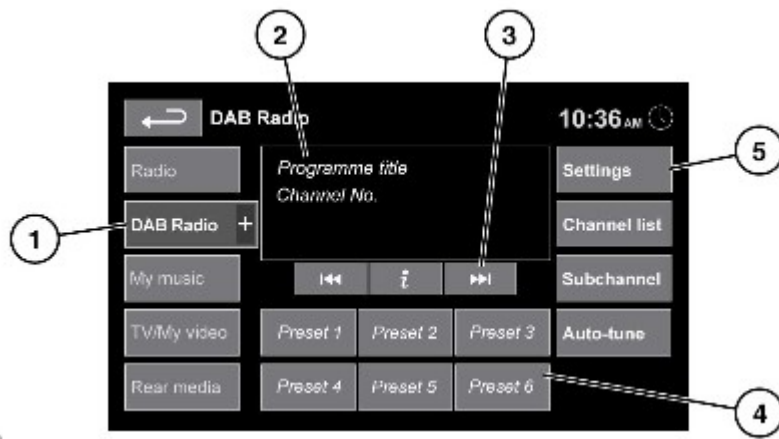 2
3
DAB Radio
10:36 AM
5
Radio
Programme title
Settings
Channel No.
1
DAB Radio +
Channel list
My music
i
Subchannel
TV/My video
Preset 1
Preset 2
Preset 3
Auto-tune
Rear media
Preset 4
Preset 5
Preset 6
4